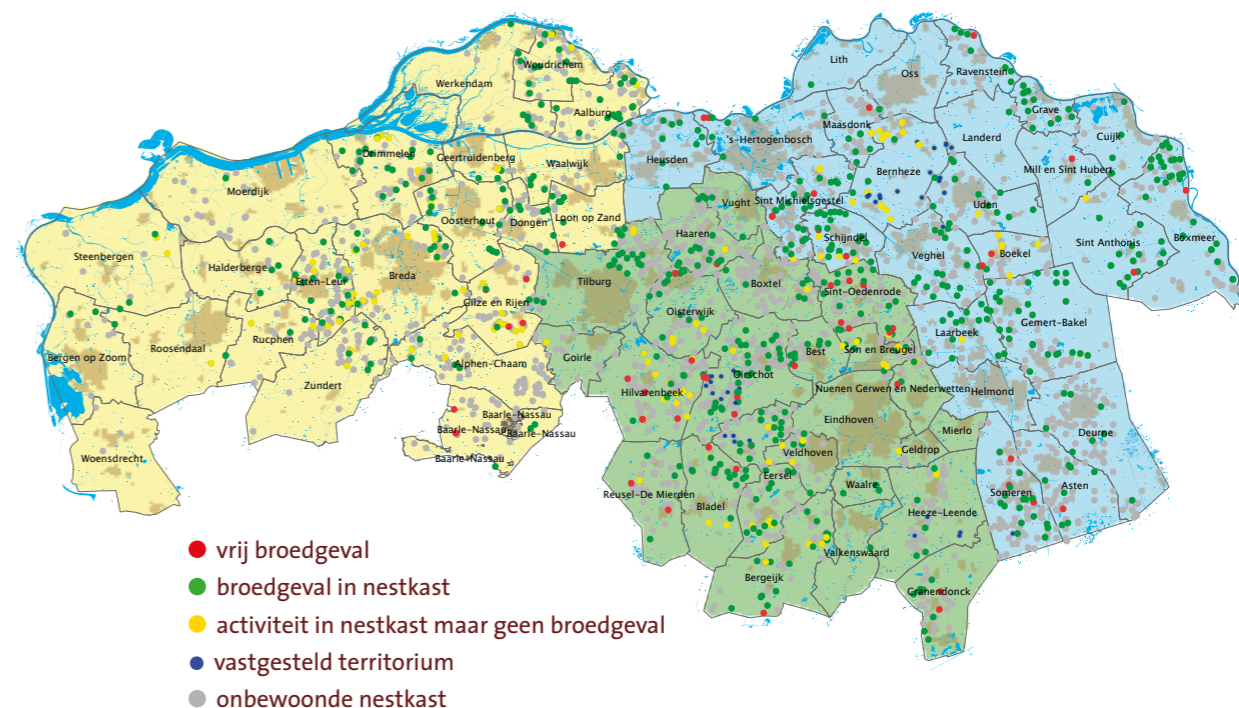 Lith
Oss
Ravenstein
Woudrichem
Werkendam
Aalburg
Grave
Maasdonk
Landerd
Cuijk
's-Hertogenbosch
Drimmelen
Geertruidenberg
Waalwijk
Heusden
Bernheze
Mill en Sint Hubert
Moerdijk
Vught
Sint Michielsgestel
Uden
Oosterhout
Dongen
Loon op Zand
Haaren
Schijndel
Boxmeer
Sint Anthonis
Steenbergen
Halderberge
Etten-Leur
Breda
Tilburg
Boxtel
Veghel
Boekel
Sint-Oedenrode
Gilze en Rijen
Oisterwijk
Gemert-Bakel
Laarbeek
Rucphen
Roosendaal
Bergen op Zoom
Alphen-Chaam
Goirle
Best
Son en Breugel
Oirschot
Zundert
Hilvarenbeek
Nuenen Gerwen en Nederwetten
Helmond
Baarle-Nassau
Baarle-Nassau
Baarle-Nassau
Baarle-Nassau
Eindhoven
Mierlo
Deurne
Woensdrecht
Veldhoven
Geldrop
Eersel
Waalre
Asten
Someren
Reusel-De Mierden
Bladel
Heeze-Leende
Valkenswaard
Bergeijk
Cranendonck
vrij broedgeval
broedgeval in nestkast
activiteit in nestkast maar geen broedgeval
vastgesteld territorium
onbewoonde nestkast